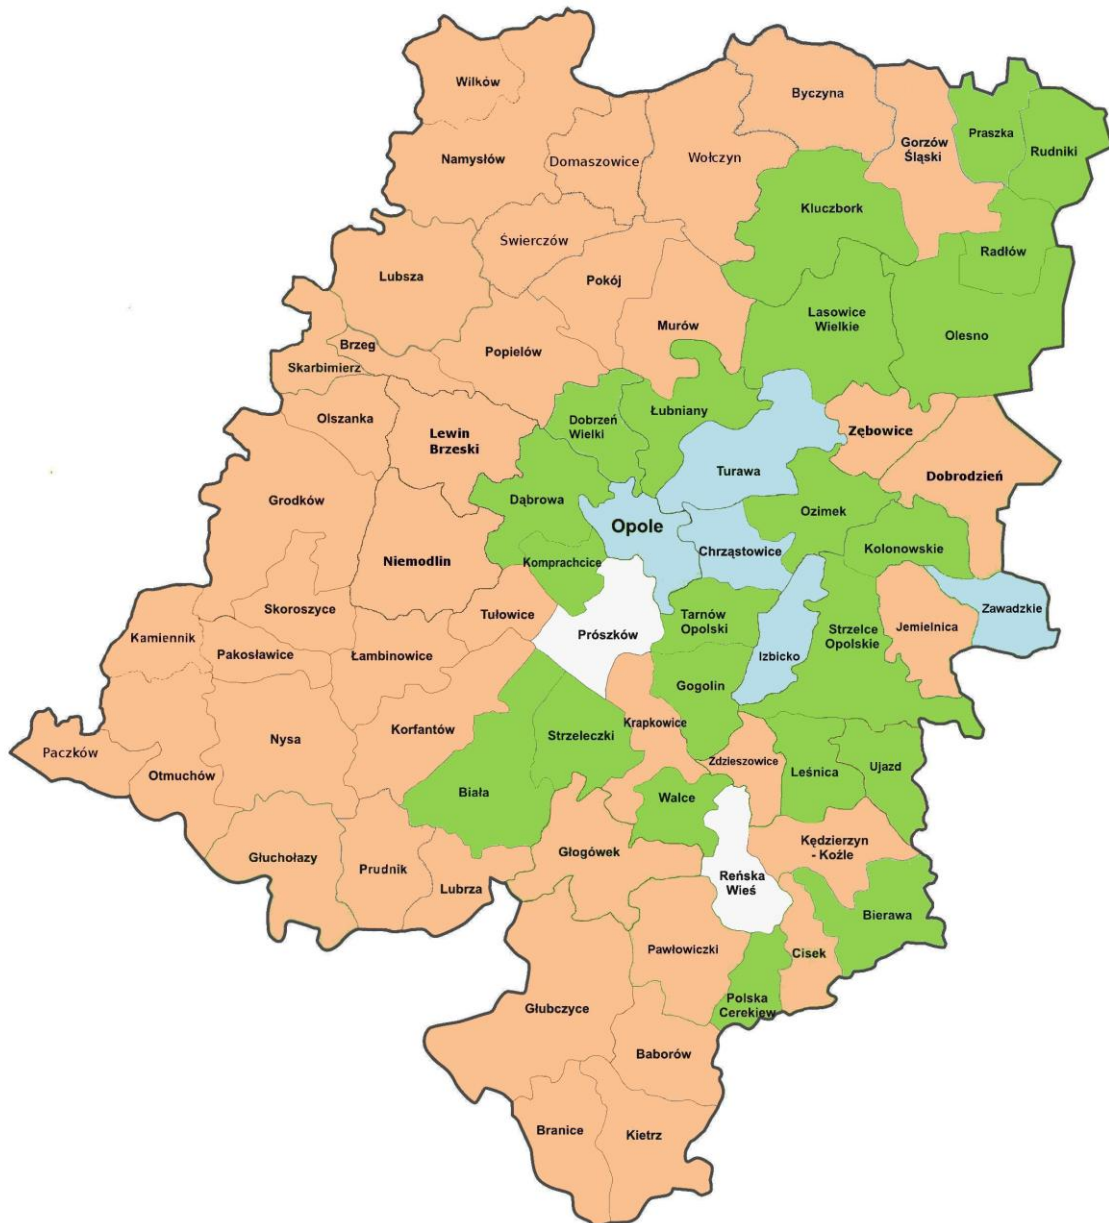 Wilków
Byczyna
Praszka
Gorzów
Śląski
Rudniki
Namysłów
Domaszowice
Wołczyn
Kluczbork
Świerczów
Radłów
Lubsza
Pokój
Lasowice
Wielkie
Murów
Olesno
Brzeg
Popielów
Skarbimierz
Olszanka
Łubniany
Dobrzeń
Wielki
Zębowice
Lewin
Brzeski
Turawa
Dobrodzień
Grodków
Dąbrowa
Ozimek
Opole
Chrząstowice
Kolonowskie
Niemodlin
Komprachcice
Skoroszyce
Tułowice
Zawadzkie
Tarnów
Opolski
Jemielnica
Strzelce
Opolskie
Kamiennik
Prószków
Pakosławice
Łambinowice
Izbicko
Gogolin
Krapkowice
Korfantów
Strzeleczki
Nysa
Paczków
Zdzieszowice
Ujazd
Leśnica
Otmuchów
Biała
Walce
Kędzierzyn
- Koźle
Głogówek
Głuchołazy
Prudnik
Reńska
Wieś
Lubrza
Bierawa
Pawłowiczki
Cisek
Polska
Cerekiew
Głubczyce
Baborów
Branice
Kietrz